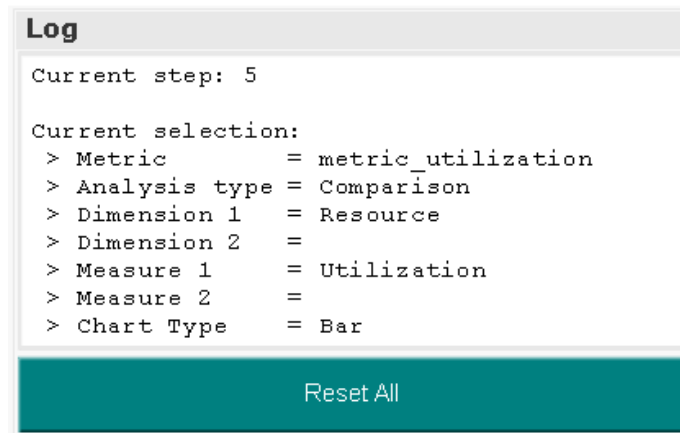 Log
Current step: 5
Current selection:
> Metric = metric_utilization
> Analysis type = Comparison
> Dimension 1 = Resource
> Dimension 2 =
> Measure 1 = Utilization
> Measure 2 =
> Chart Type = Bar
Reset All